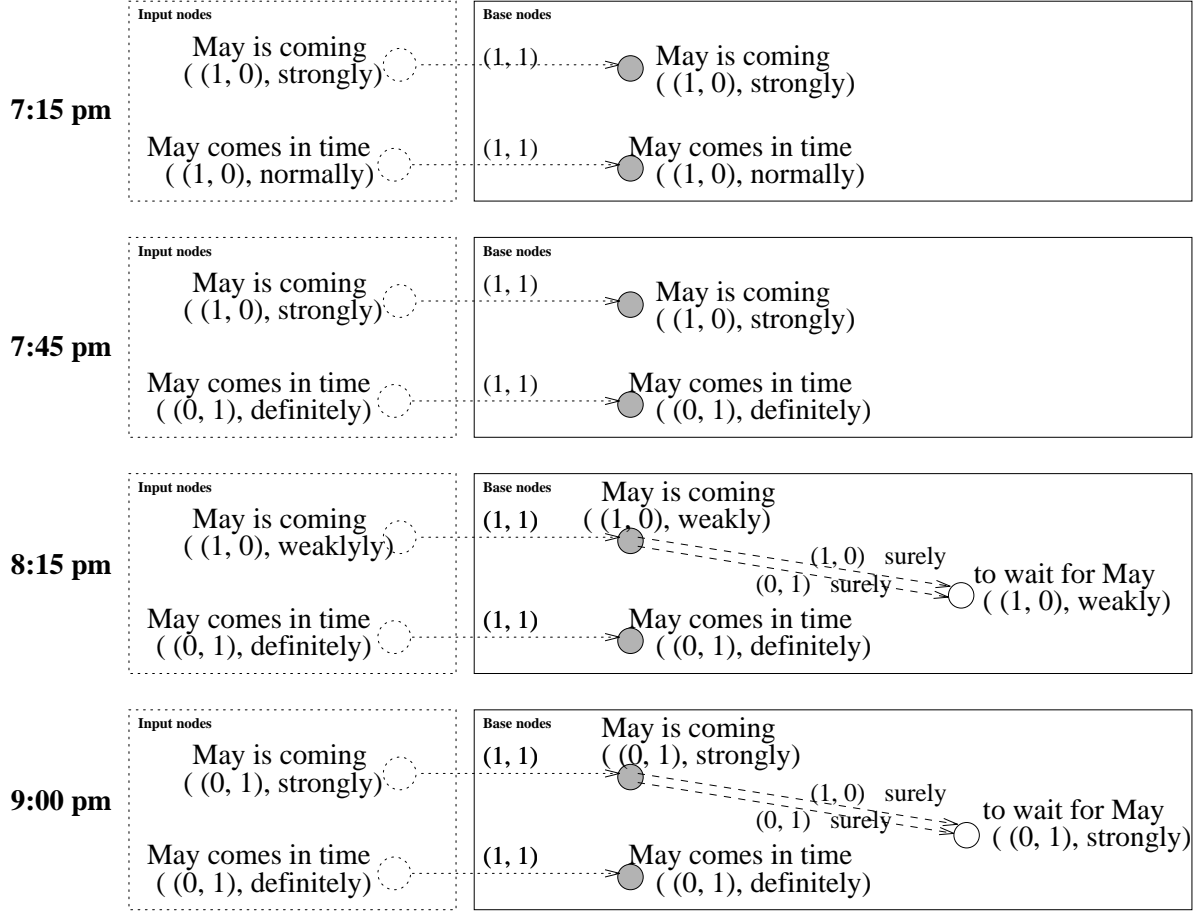 Input nodes
Base nodes
May is coming
( (1, 0), strongly)
(1, 1)
May is coming
( (1, 0), strongly)
7:15 pm
May comes in time
( (1, 0), normally)
(1, 1)
May comes in time
( (1, 0), normally)
Input nodes
Base nodes
May is coming
( (1, 0), strongly)
(1, 1)
May is coming
( (1, 0), strongly)
7:45 pm
May comes in time
( (0, 1), definitely)
(1, 1)
May comes in time
( (0, 1), definitely)
Input nodes
Base nodes
May is coming
( (1, 0), weaklyly)
(1, 1)
May is coming
( (1, 0), weakly)
8:15 pm
(1, 0) surely
(0, 1) surely
to wait for May
( (1, 0), weakly)
May comes in time
( (0, 1), definitely)
(1, 1)
May comes in time
( (0, 1), definitely)
Input nodes
Base nodes
May is coming
( (0, 1), strongly)
(1, 1)
May is coming
( (0, 1), strongly)
9:00 pm
(1, 0) surely
(0, 1) surely
to wait for May
( (0, 1), strongly)
May comes in time
( (0, 1), definitely)
(1, 1)
May comes in time
( (0, 1), definitely)